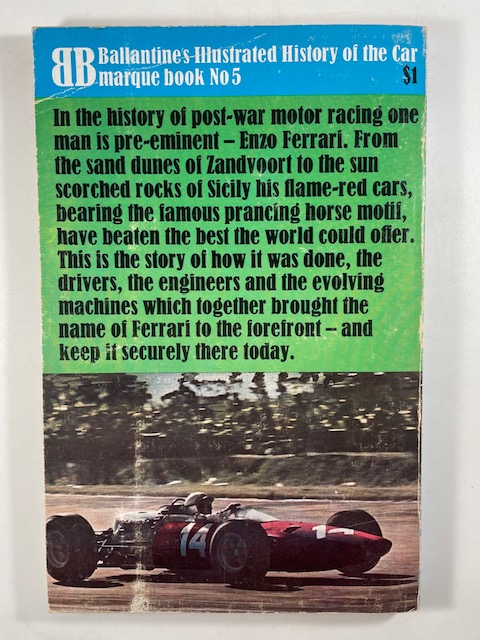 BB Ballantine's Illustrated History of the Car
marque book No 5
$1
In the history of post-war motor racing one
man is pre-eminent – Enzo Ferrari. From
the sand dunes of Zandvoort to the sun
scorched rocks of Sicily his flame-red cars,
bearing the famous prancing horse motif,
have beaten the best the world could offer.
This is the story of how it was done, the
drivers, the engineers and the evolving
machines which together brought the
name of Ferrari to the forefront – and
keep it securely there today.
14
14